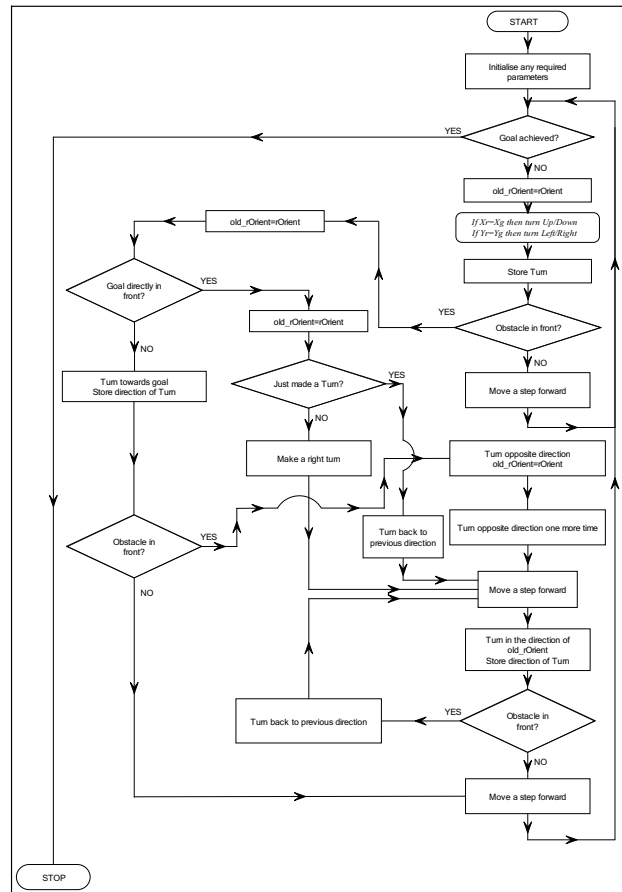 START
Initialise any required
parameters
YES
Goal achieved?
NO
old_rOrient=rOrient
If Xr=Xg then turn Up/Down
If Yr=Yg then turn Left/Right
Store Turn
YES
Obstacle in front?
NO
Move a step forward
old_rOrient=rOrient
Goal directly in
front?
YES
NO
old_rOrient=rOrient
Turn towards goal
Store direction of Turn
Just made a Turn?
YES
NO
Make a right turn
Turn opposite direction
old_rOrient=rOrient
Obstacle in
front?
YES
NO
Turn back to
previous direction
Turn opposite direction one more time
Move a step forward
Turn in the direction of
old_rOrient
Store direction of Turn
Turn back to previous direction
YES
Obstacle in
front?
NO
Move a step forward
STOP